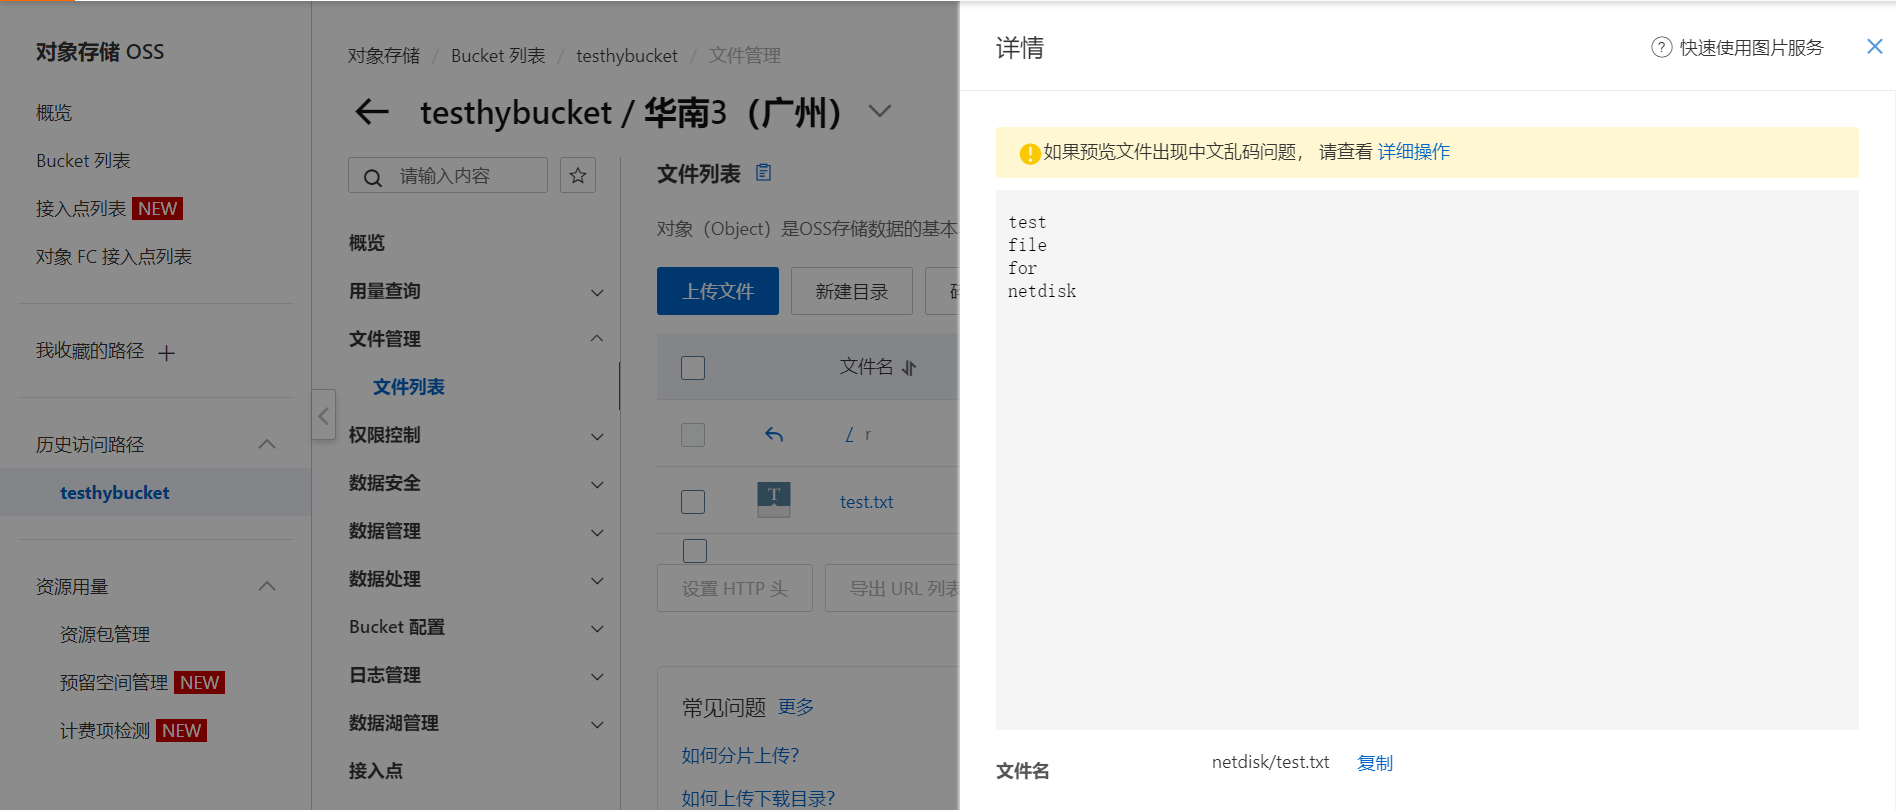 对象存储 OSS
概览
Bucket 列表
接入点列表 NEW
对象 FC 接入点列表
我收藏的路径
历史访问路径
testhybucket
资源用量
资源包管理
预留空间管理 NEW
计费项检测 NEW
对象存储 / Bucket 列表 / testhybucket / 文件管理
testhybucket / 华南3（广州）
请输入内容
概览
用量查询
文件管理
文件列表
权限控制
数据安全
数据管理
数据处理
Bucket 配置
日志管理
数据湖管理
接入点
文件列表
对象（Object）是OSS存储数据的基本
上传文件
新建目录
文件名
/ r
test.txt
设置 HTTP 头
导出 URL 列表
常见问题 更多
如何分片上传?
如何上传下载目录?
详情
快速使用图片服务
如果预览文件出现中文乱码问题， 请查看 详细操作
test
file
for
netdisk
文件名
netdisk/test.txt 复制